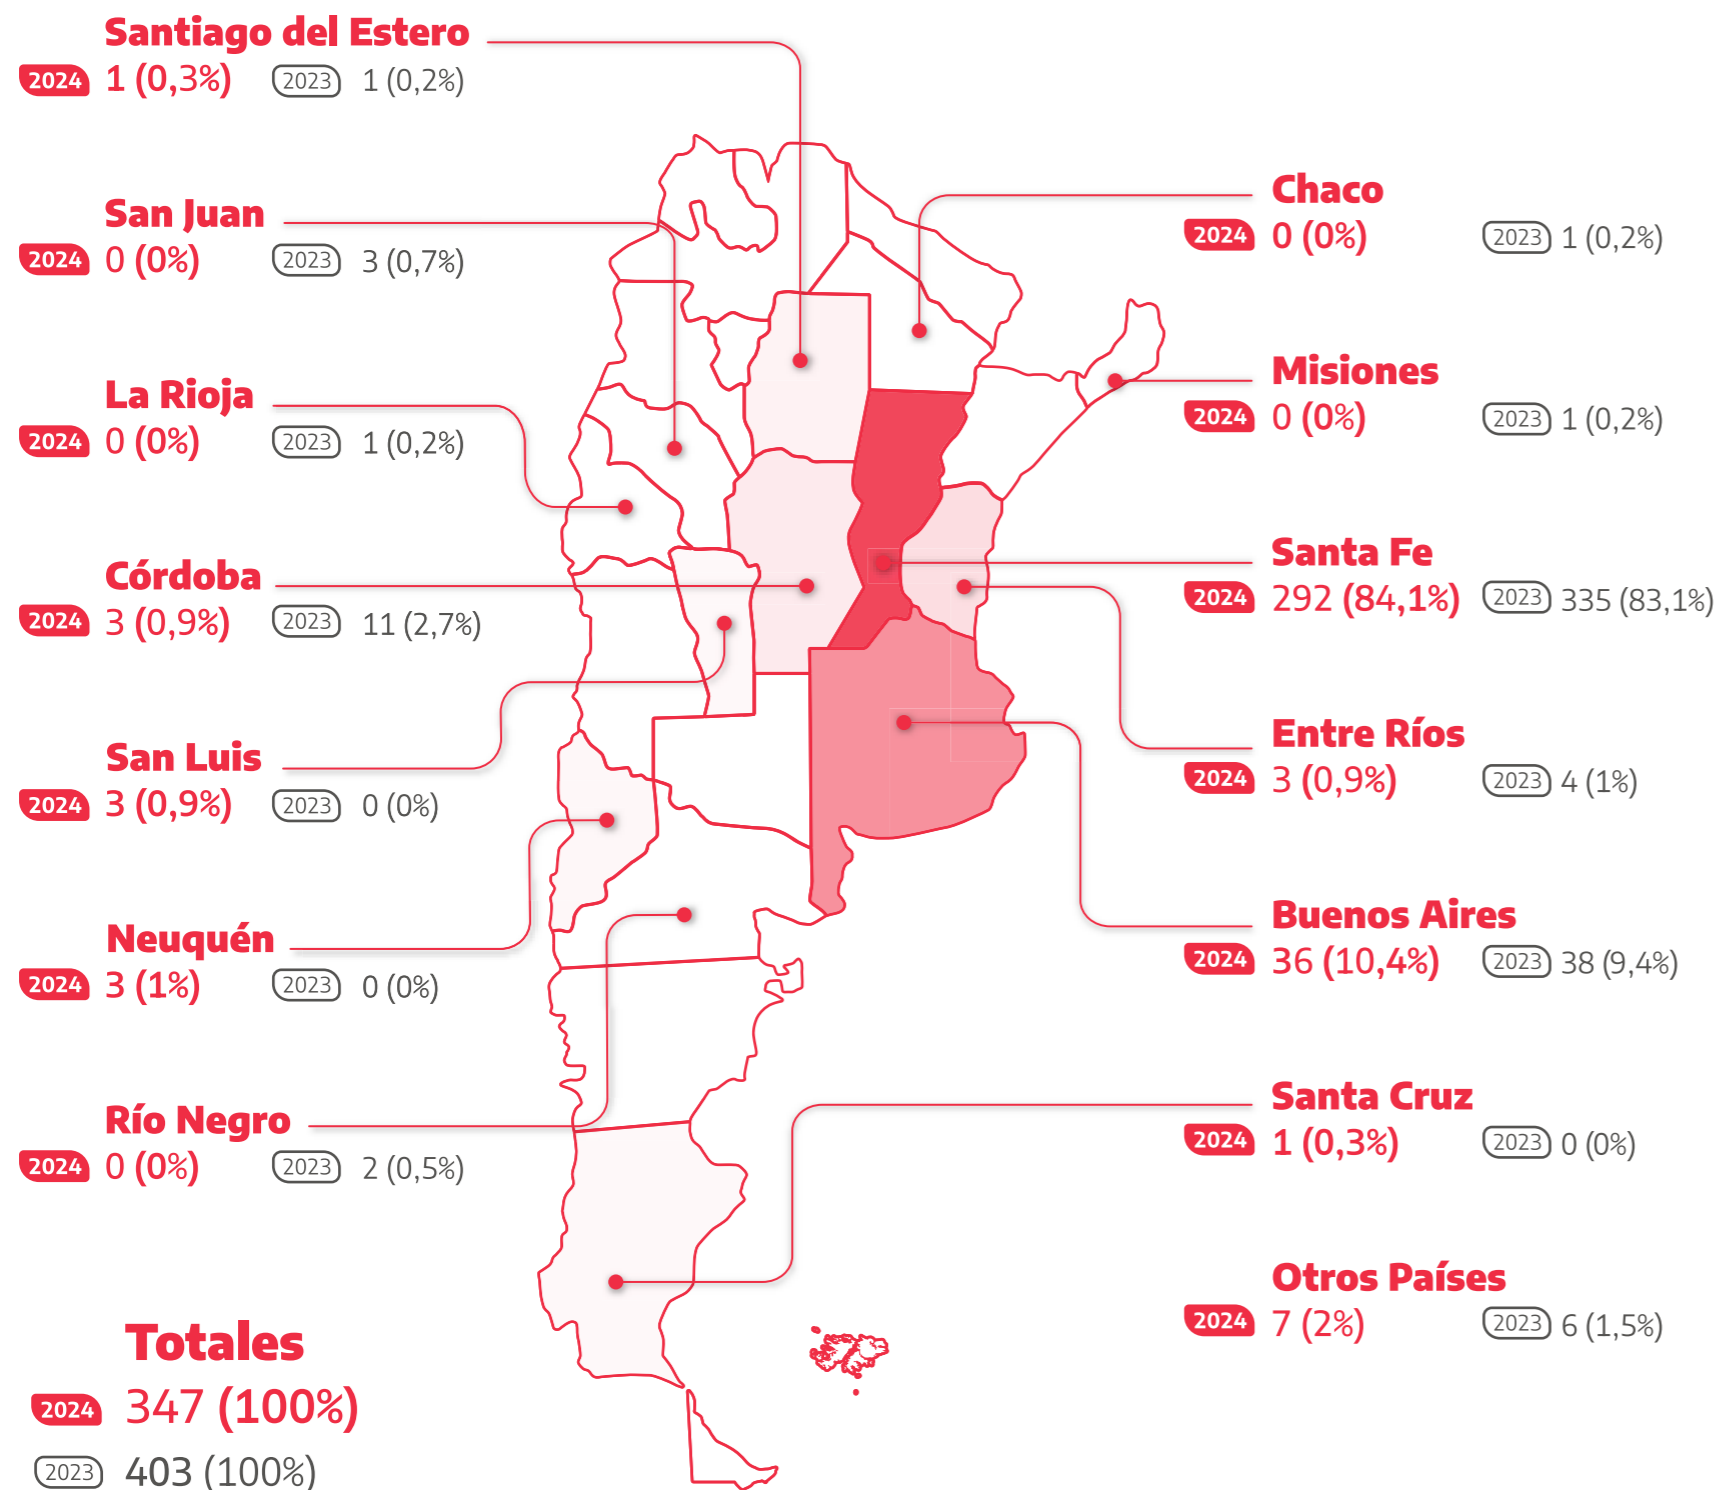 Santiago del Estero
2024 1 (0,3%) 2023 1 (0,2%)
San Juan
2024 0 (0%) 2023 3 (0,7%)
La Rioja
2024 0 (0%) 2023 1 (0,2%)
Córdoba
2024 3 (0,9%) 2023 11 (2,7%)
San Luis
2024 3 (0,9%) 2023 0 (0%)
Neuquén
2024 3 (1%) 2023 0 (0%)
Río Negro
2024 0 (0%) 2023 2 (0,5%)
Totales
2024 347 (100%)
2023 403 (100%)
Chaco
2024 0 (0%) 2023 1 (0,2%)
Misiones
2024 0 (0%) 2023 1 (0,2%)
Santa Fe
2024 292 (84,1%) 2023 335 (83,1%)
Entre Ríos
2024 3 (0,9%) 2023 4 (1%)
Buenos Aires
2024 36 (10,4%) 2023 38 (9,4%)
Santa Cruz
2024 1 (0,3%) 2023 0 (0%)
Otros Países
2024 7 (2%) 2023 6 (1,5%)